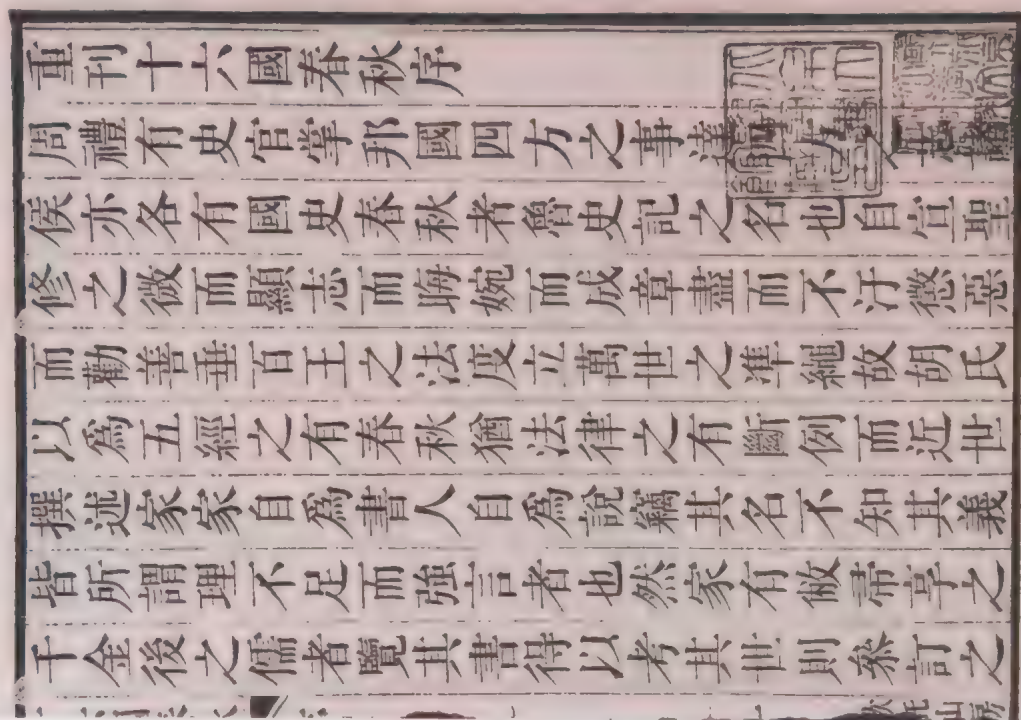 重刊十六國春秋序
周禮有史官掌邦國四方之事達四方之志諸
侯亦各有國史春秋者魯史記之名也自宣聖
修之微而顯志而晦婉而成章盡而不汙懲惡
而勸善垂百王之法度立萬世之準繩故胡氏
以爲五經之有春秋猶法律之有斷例而近世
撰述家家自爲書人自爲說竊其名不知其義
皆所謂理不足而強言者也然家有敝帚享之
千金後之儒者覽其書得以考其世則叅訂之